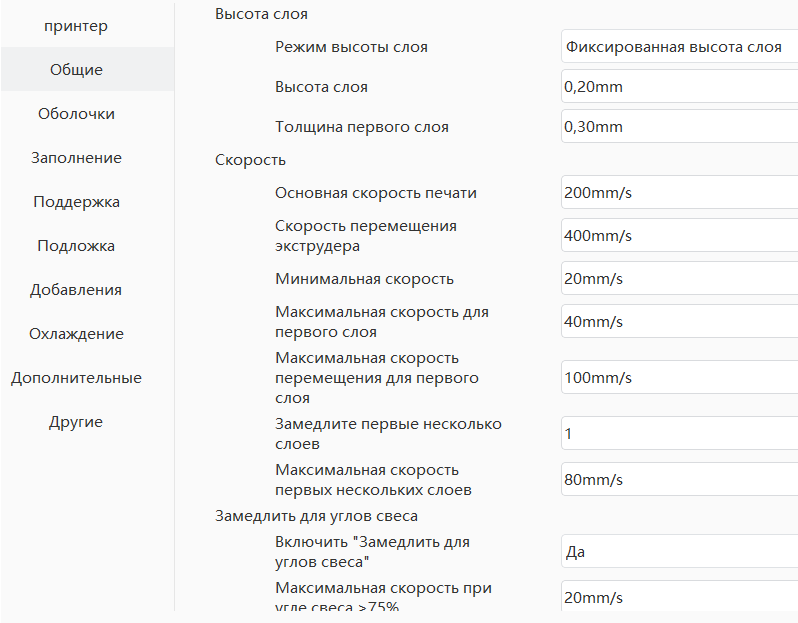 принтер
Общие
Оболочки
Заполнение
Поддержка
Подложка
Добавления
Охлаждение
Дополнительные
Другие
Высота слоя
Режим высоты слоя
Фиксированная высота слоя
Высота слоя
0,20mm
Толщина первого слоя
0,30mm
Скорость
Основная скорость печати
200mm/s
Скорость перемещения
экструдера
400mm/s
Минимальная скорость
20mm/s
Максимальная скорость для
первого слоя
40mm/s
Максимальная скорость
перемещения для первого
слоя
100mm/s
Замедлите первые несколько
слоев
1
Максимальная скорость
первых нескольких слоев
80mm/s
Замедлить для углов свеса
Включить "Замедлить для
углов свеса"
Да
Максимальная скорость при
угле свеса >75%
20mm/s